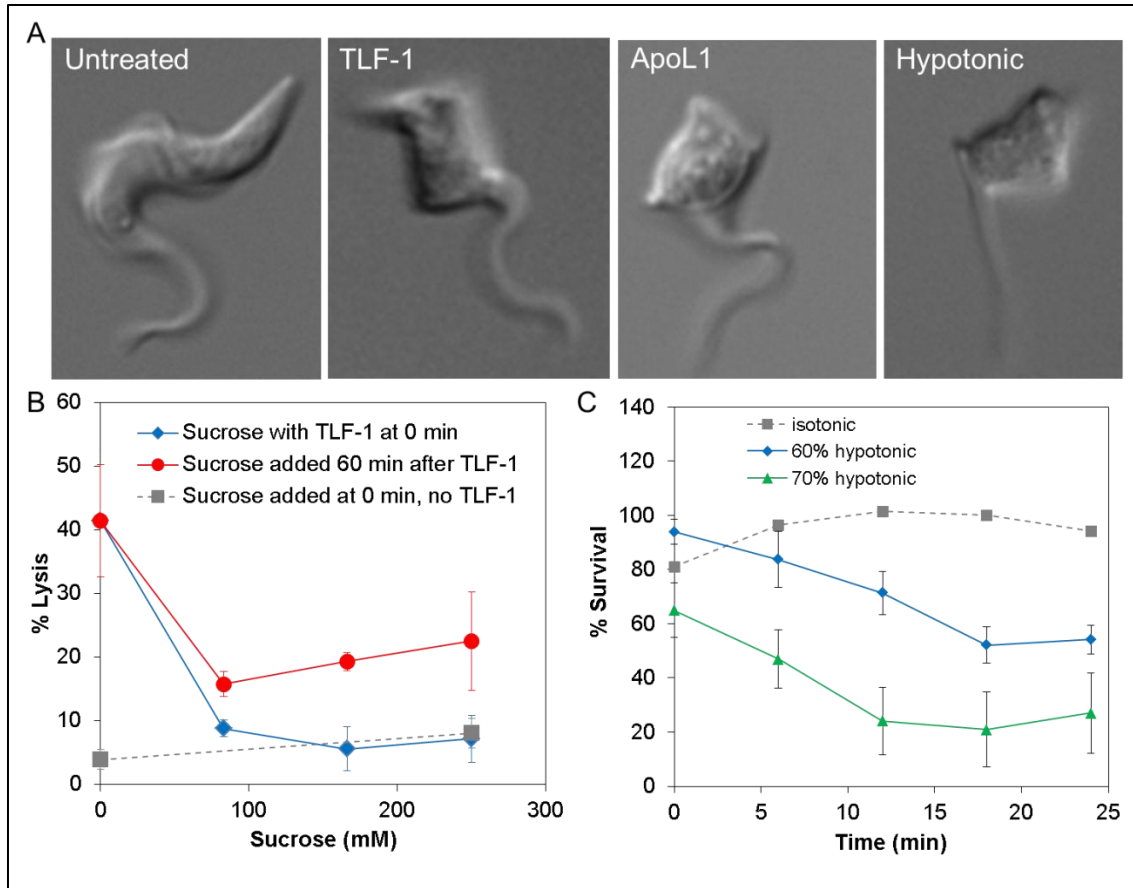 A
Untreated
TLF-1
ApoL1
Hypotonic
B
60
50
40
30
20
10
0
% Lysis
Sucrose with TLF-1 at 0 min
Sucrose added 60 min after TLF-1
Sucrose added at 0 min, no TLF-1
0
100
200
300
Sucrose (mM)
C
140
120
100
80
60
40
20
0
% Survival
isotonic
60% hypotonic
70% hypotonic
0
5
10
15
20
25
Time (min)